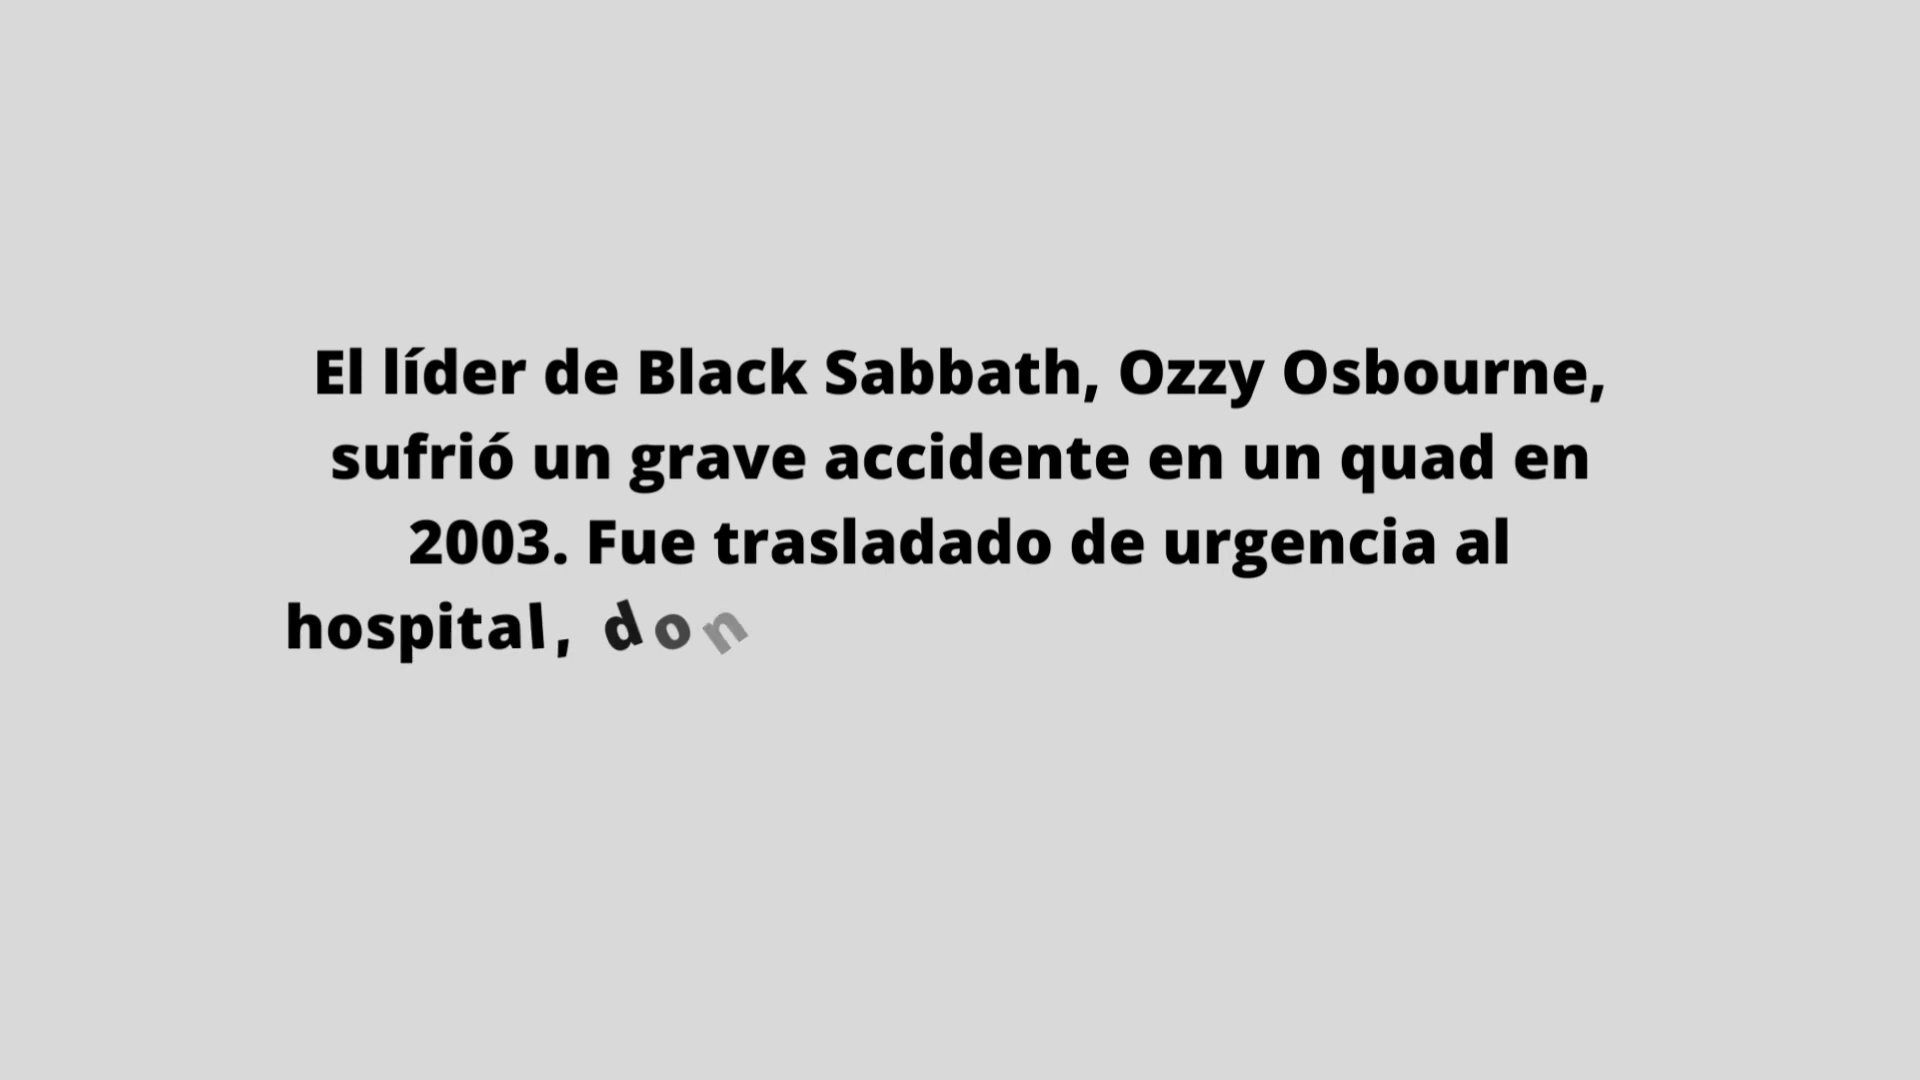 El líder de Black Sabbath, Ozzy Osbourne,
sufrió un grave accidente en un quad en
2003. Fue trasladado de urgencia al
hospital, don